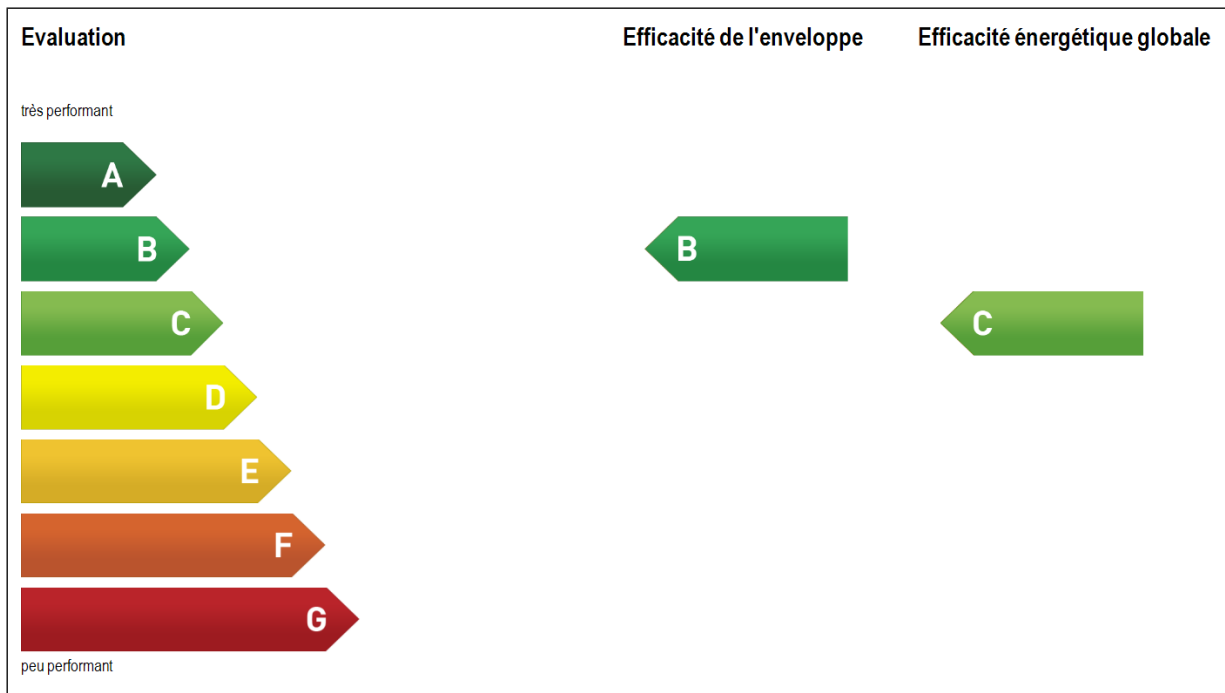 Evaluation Efficacité de l'enveloppe Efficacité énergétique globale
très performant
A
B B
C C
D
E
F
G
peu performant